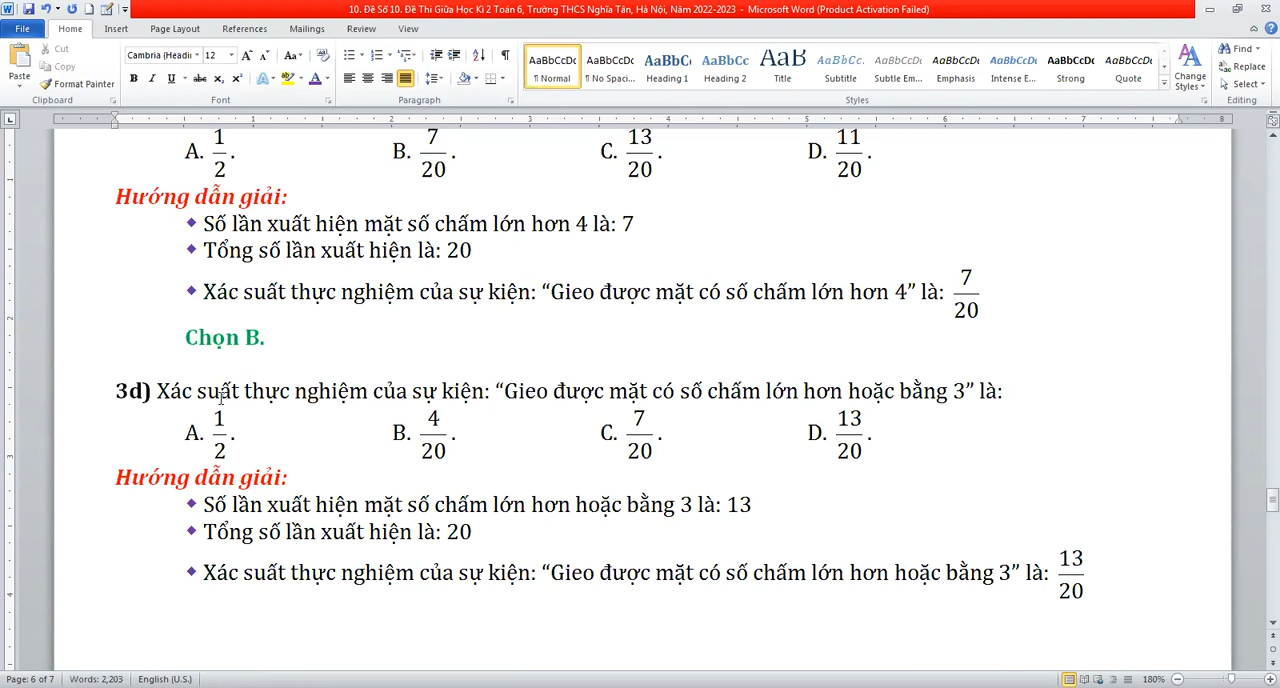 10. Đề Số 10. Đề Thi Giữa Học Kì 2 Toán 6, Trường THCS Nghĩa Tân, Hà Nội, Năm 2022-2023 - Microsoft Word (Product Activation Failed)
File Home Insert Page Layout References Mailings Review View
Paste Cut Copy Format Painter
Cambria (Headi 12
AaBbCcDc AaBbCcDc AaBbCc AaBbCc AaB AaBbCc. AaBbCcDc AaBbCcDc AaBbCcDc AaBbCcDc AaBbCcDc
¶ Normal ¶ No Spaci... Heading 1 Heading 2 Title Subtitle Subtle Em... Emphasis Intense E... Strong Quote
Change Styles
Find Replace Select
Clipboard Font Paragraph Styles Editing
A. 1/2. B. 7/20. C. 13/20. D. 11/20.
Hướng dẫn giải:
Số lần xuất hiện mặt số chấm lớn hơn 4 là: 7
Tổng số lần xuất hiện là: 20
Xác suất thực nghiệm của sự kiện: “Gieo được mặt có số chấm lớn hơn 4” là: 7/20
Chọn B.
3d) Xác suất thực nghiệm của sự kiện: “Gieo được mặt có số chấm lớn hơn hoặc bằng 3” là:
A. 1/2. B. 4/20. C. 7/20. D. 13/20.
Hướng dẫn giải:
Số lần xuất hiện mặt số chấm lớn hơn hoặc bằng 3 là: 13
Tổng số lần xuất hiện là: 20
Xác suất thực nghiệm của sự kiện: “Gieo được mặt có số chấm lớn hơn hoặc bằng 3” là: 13/20
Page: 6 of 7 Words: 2,203 English (U.S.) 180%